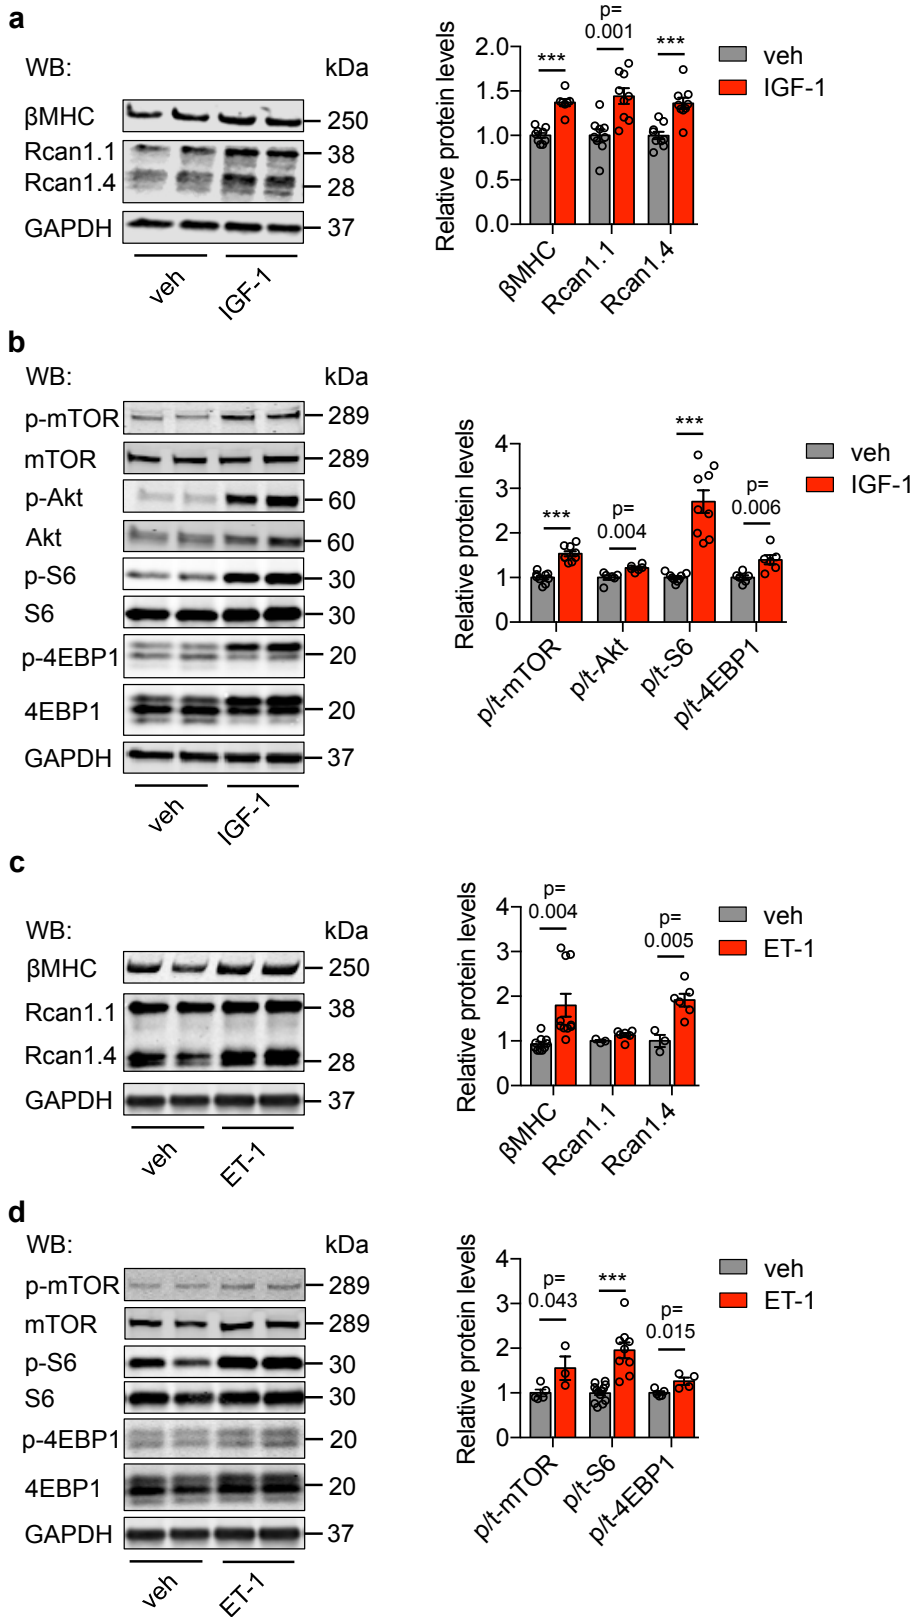 a
WB:
kDa
βMHC
250
Rcan1.1
38
Rcan1.4
28
GAPDH
37
veh
IGF-1
Relative protein levels
2.0
1.5
1.0
0.5
0.0
***
p=
0.001
***
βMHC
Rcan1.1
Rcan1.4
veh
IGF-1
b
WB:
kDa
p-mTOR
289
mTOR
289
p-Akt
60
Akt
60
p-S6
30
S6
30
p-4EBP1
20
4EBP1
20
GAPDH
37
veh
IGF-1
Relative protein levels
4
3
2
1
0
***
p=
0.004
***
p=
0.006
p/t-mTOR
p/t-Akt
p/t-S6
p/t-4EBP1
veh
IGF-1
c
WB:
kDa
βMHC
250
Rcan1.1
38
Rcan1.4
28
GAPDH
37
veh
ET-1
Relative protein levels
4
3
2
1
0
p=
0.004
p=
0.005
βMHC
Rcan1.1
Rcan1.4
veh
ET-1
d
WB:
kDa
p-mTOR
289
mTOR
289
p-S6
30
S6
30
p-4EBP1
20
4EBP1
20
GAPDH
37
veh
ET-1
Relative protein levels
4
3
2
1
0
p=
0.043
***
p=
0.015
p/t-mTOR
p/t-S6
p/t-4EBP1
veh
ET-1